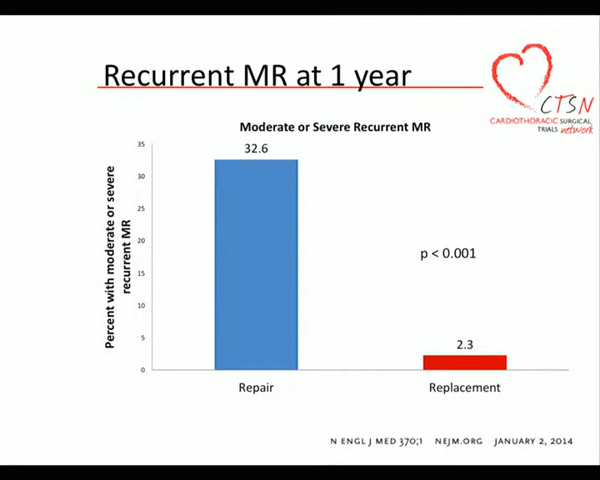 Recurrent MR at 1 year
CTSN
CARDIOTHORACIC SURGICAL
TRIALS network
Moderate or Severe Recurrent MR
Percent with moderate or severe
recurrent MR
35
30
25
20
15
10
5
0
32.6
p < 0.001
2.3
Repair
Replacement
N ENGL J MED 370;1 NEJM.ORG JANUARY 2, 2014